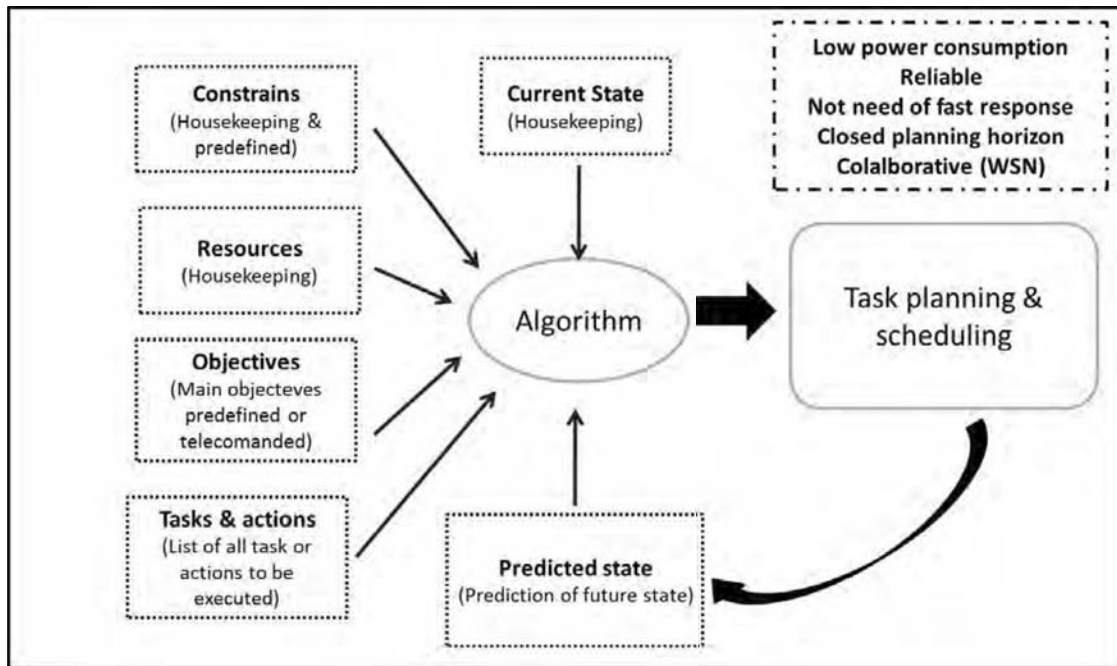 Constrains
(Housekeeping &
predefined)
Current State
(Housekeeping)
Low power consumption
Reliable
Not need of fast response
Closed planning horizon
Colalborative (WSN)
Resources
(Housekeeping)
Algorithm
Task planning &
scheduling
Objectives
(Main objecteves
predefined or
telecomanded)
Tasks & actions
(List of all task or
actions to be
executed)
Predicted state
(Prediction of future state)